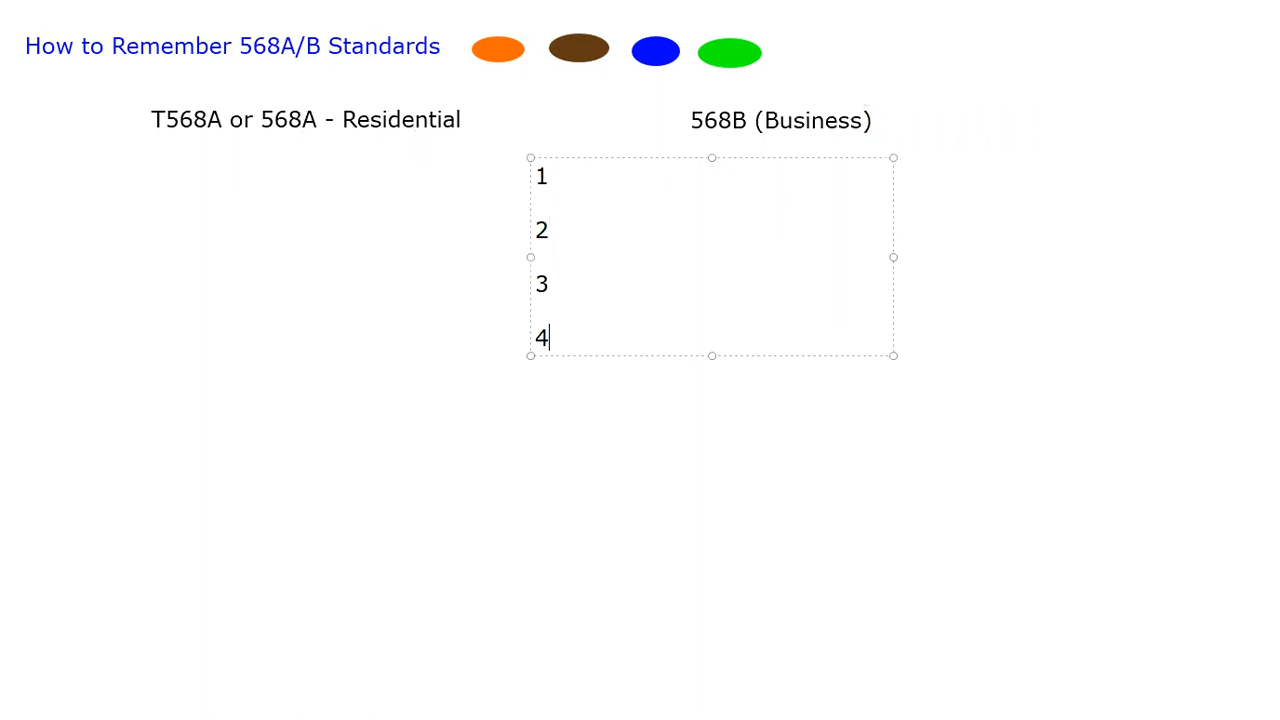 How to Remember 568A/B Standards
T568A or 568A - Residential
568B (Business)
1
2
3
4